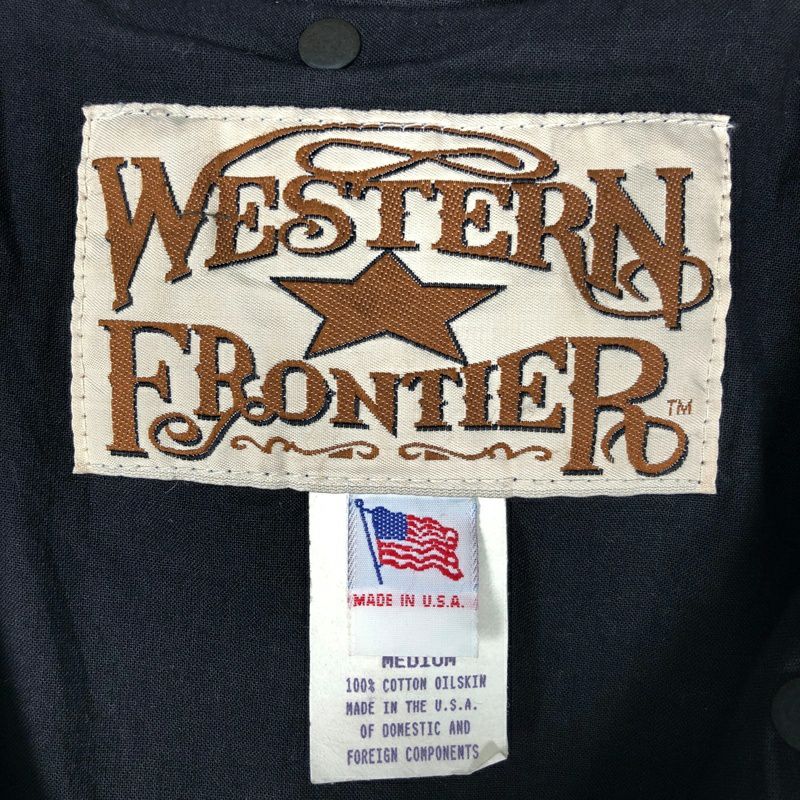 WESTERN
FRONTIER
TM
MADE IN U.S.A.
MEDIUM
100% COTTON OILSKIN
MADE IN THE U.S.A.
OF DOMESTIC AND
FOREIGN COMPONENTS